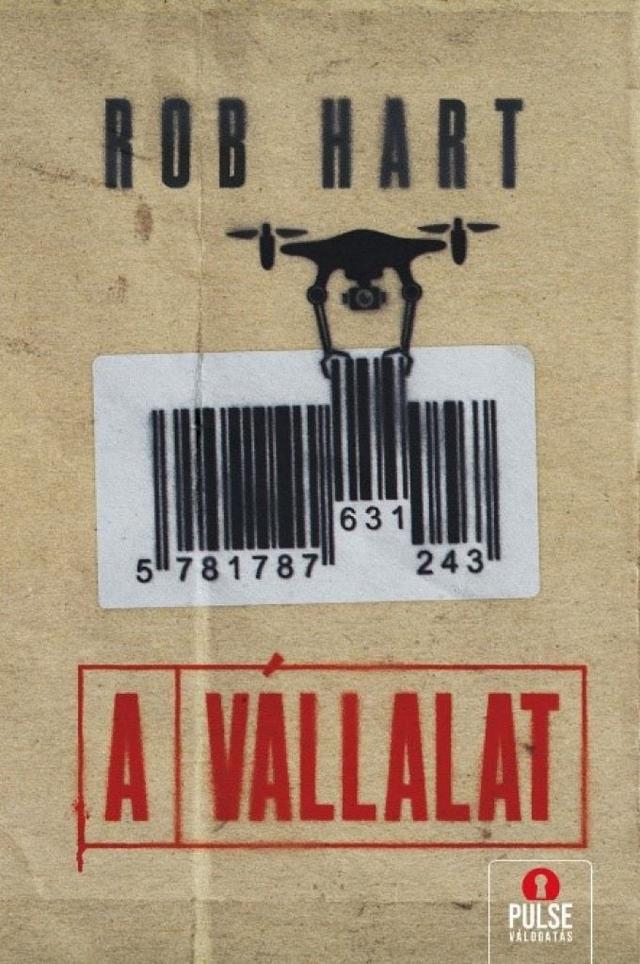 ROB HART
631
5 781787 243
A VÁLLALAT
PULSE
VÁLOGATÁS